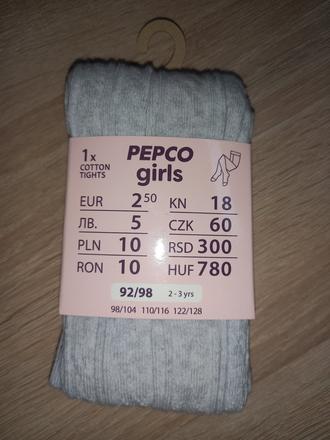 1x
COTTON
TIGHTS
PEPCO
girls
EUR 2 50
ЛВ. 5
PLN 10
RON 10
KN 18
CZK 60
RSD 300
HUF 780
92/98 2 - 3 yrs
98/104 110/116 122/128